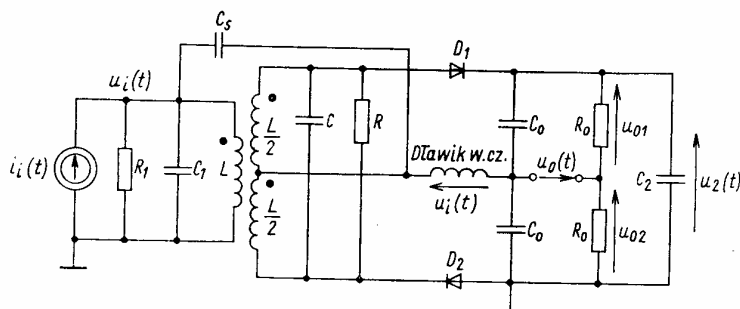 C_s
D_1
u_i(t)
i_i(t)
R_1
C_1
L
L/2
L/2
C
R
Dławik w.cz.
u_i(t)
C_o
C_o
u_o(t)
R_o
u_01
R_o
u_02
C_2
u_2(t)
D_2